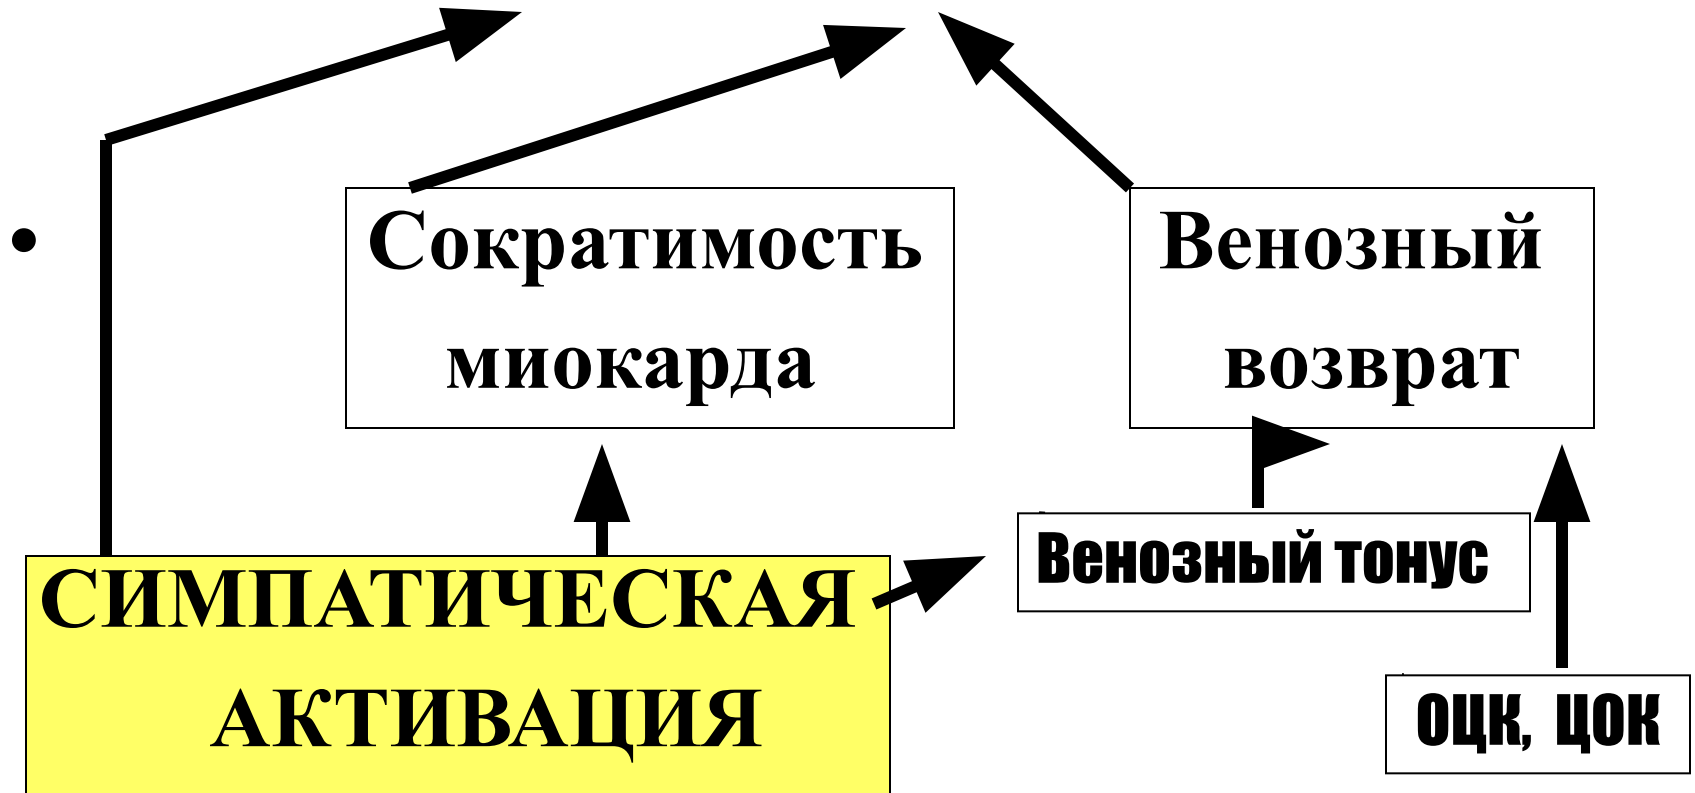 Сократимость
миокарда
Венозный
возврат
СИМПАТИЧЕСКАЯ
АКТИВАЦИЯ
Венозный тонус
ОЦК, ЦОК